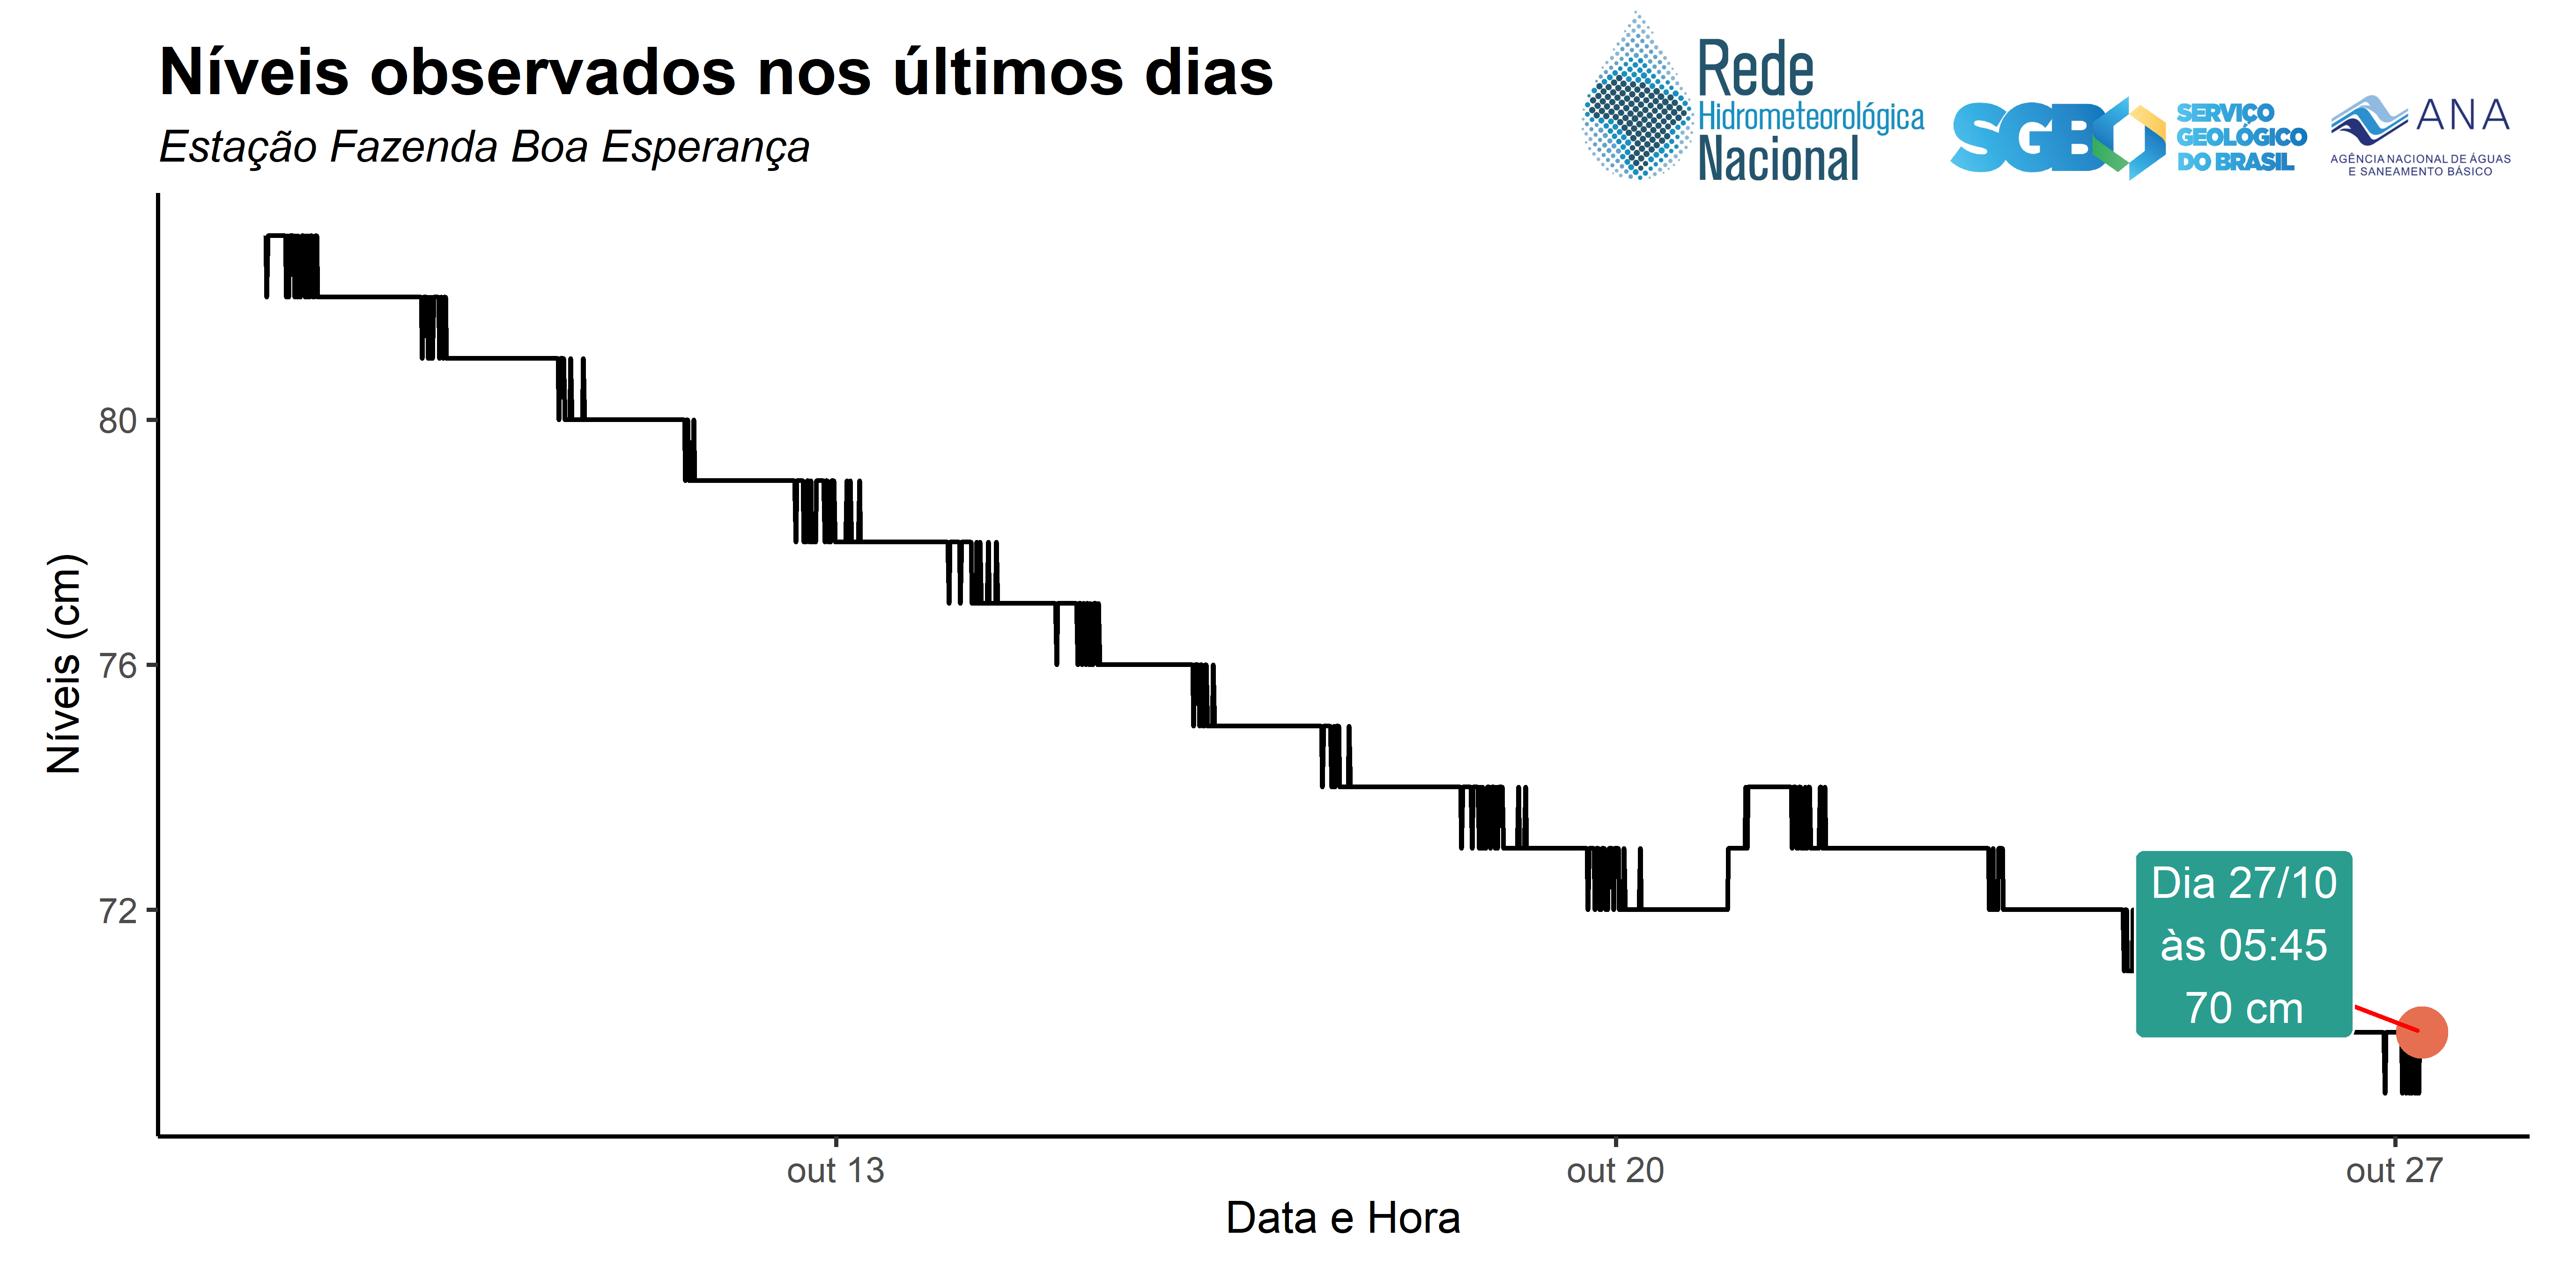 Níveis observados nos últimos dias
Estação Fazenda Boa Esperança
Rede
Hidrometeorológica
Nacional
SGB
SERVIÇO
GEOLÓGICO
DO BRASIL
ANA
AGÊNCIA NACIONAL DE ÁGUAS
E SANEAMENTO BÁSICO
Níveis (cm)
80
76
72
Dia 27/10
às 05:45
70 cm
out 13
out 20
out 27
Data e Hora